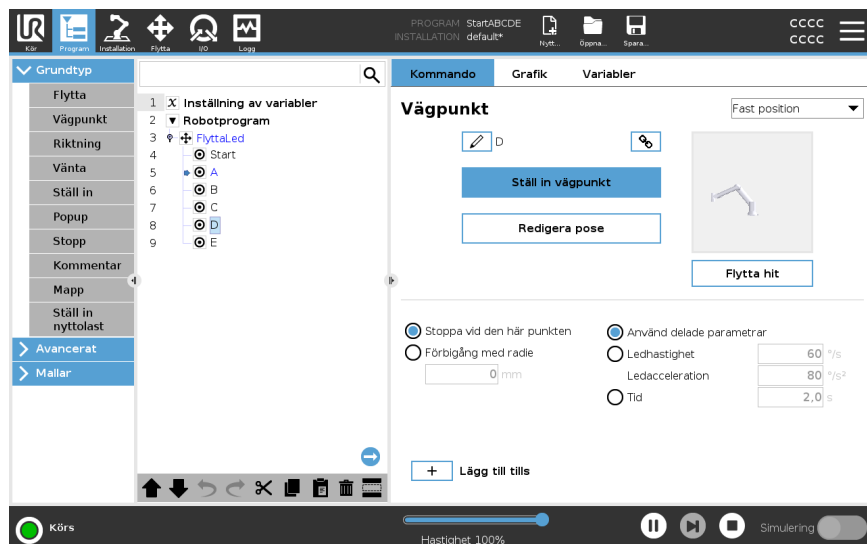 UR
Kör
Program
Installation
Flytta
I/O
Logg
PROGRAM StartABCDE
INSTALLATION default*
Nytt...
Öppna...
Spara...
CCCC
CCCC
Grundtyp
Flytta
Vägpunkt
Riktning
Vänta
Ställ in
Popup
Stopp
Kommentar
Mapp
Ställ in
nyttolast
Avancerat
Mallar
1 X Inställning av variabler
2 Robotprogram
3 FlyttaLed
4 Start
5 A
6 B
7 C
8 D
9 E
Kommando
Grafik
Variabler
Vägpunkt
Fast position
D
Ställ in vägpunkt
Redigera pose
Flytta hit
Stoppa vid den här punkten
Förbigång med radie
0 mm
Använd delade parametrar
Ledhastighet 60 °/s
Ledacceleration 80 °/s²
Tid 2,0 s
+ Lägg till tills
Körs
Hastighet 100%
Simulering